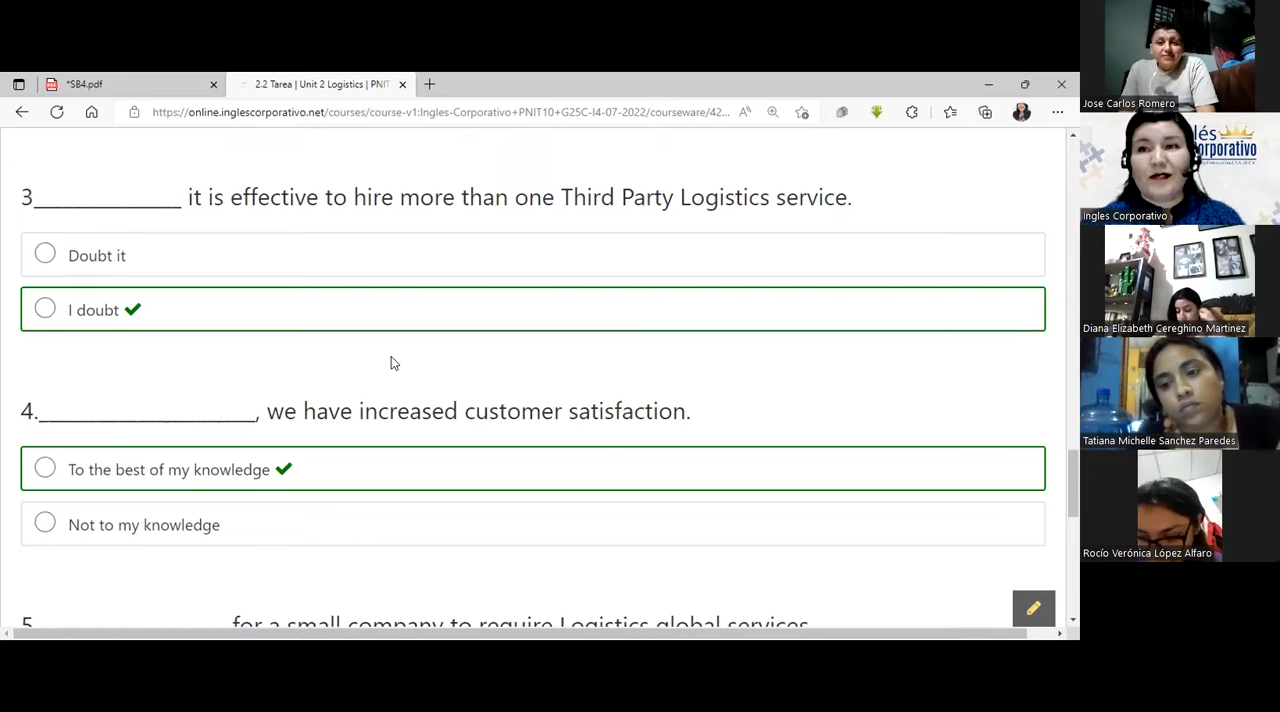 *SB4.pdf
2.2 Tarea | Unit 2 Logistics | PNIT
https://online.inglescorporativo.net/courses/course-v1:Ingles-Corporativo+PNIT10+G25C-I4-07-2022/courseware/42...
3______________ it is effective to hire more than one Third Party Logistics service.
Doubt it
I doubt
4.____________________, we have increased customer satisfaction.
To the best of my knowledge
Not to my knowledge
5. for a small company to require Logistics global services
Jose Carlos Romero
Ingles Corporativo
Diana Elizabeth Cereghino Martinez
Tatiana Michelle Sanchez Paredes
Rocío Verónica López Alfaro